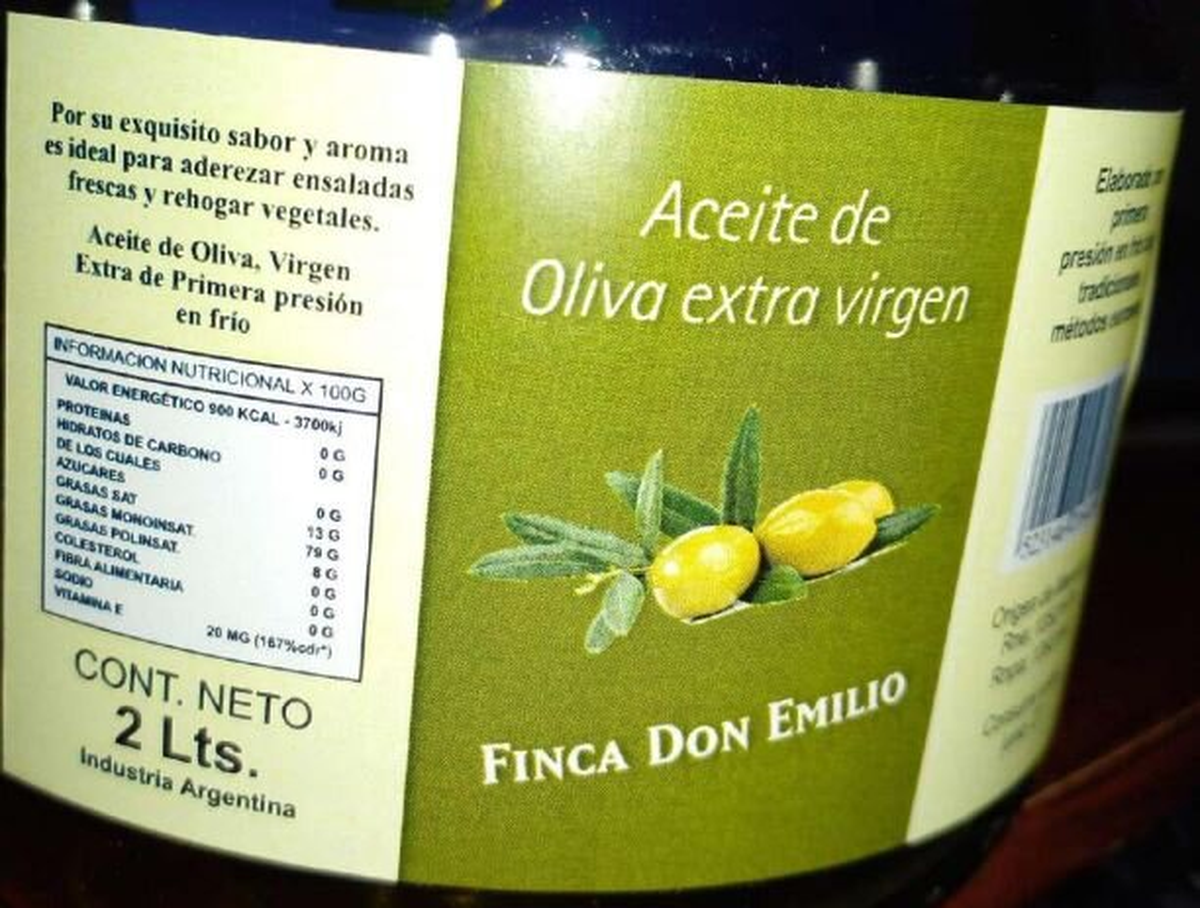 Por su exquisito sabor y aroma
es ideal para aderezar ensaladas
frescas y rehogar vegetales.
Aceite de Oliva, Virgen
Extra de Primera presión
en frío
INFORMACION NUTRICIONAL X 100G
VALOR ENERGÉTICO 900 KCAL - 3700kj
PROTEINAS 0 G
HIDRATOS DE CARBONO 0 G
DE LOS CUALES
AZUCARES 0 G
GRASAS SAT 13 G
GRASAS MONOINSAT. 79 G
GRASAS POLINSAT. 8 G
COLESTEROL 0 G
FIBRA ALIMENTARIA 0 G
SODIO 0 G
VITAMINA E 20 MG (167%cdr*)
CONT. NETO
2 Lts.
Industria Argentina
Aceite de
Oliva extra virgen
FINCA DON EMILIO
Elaborado
primera
presión en
métodos